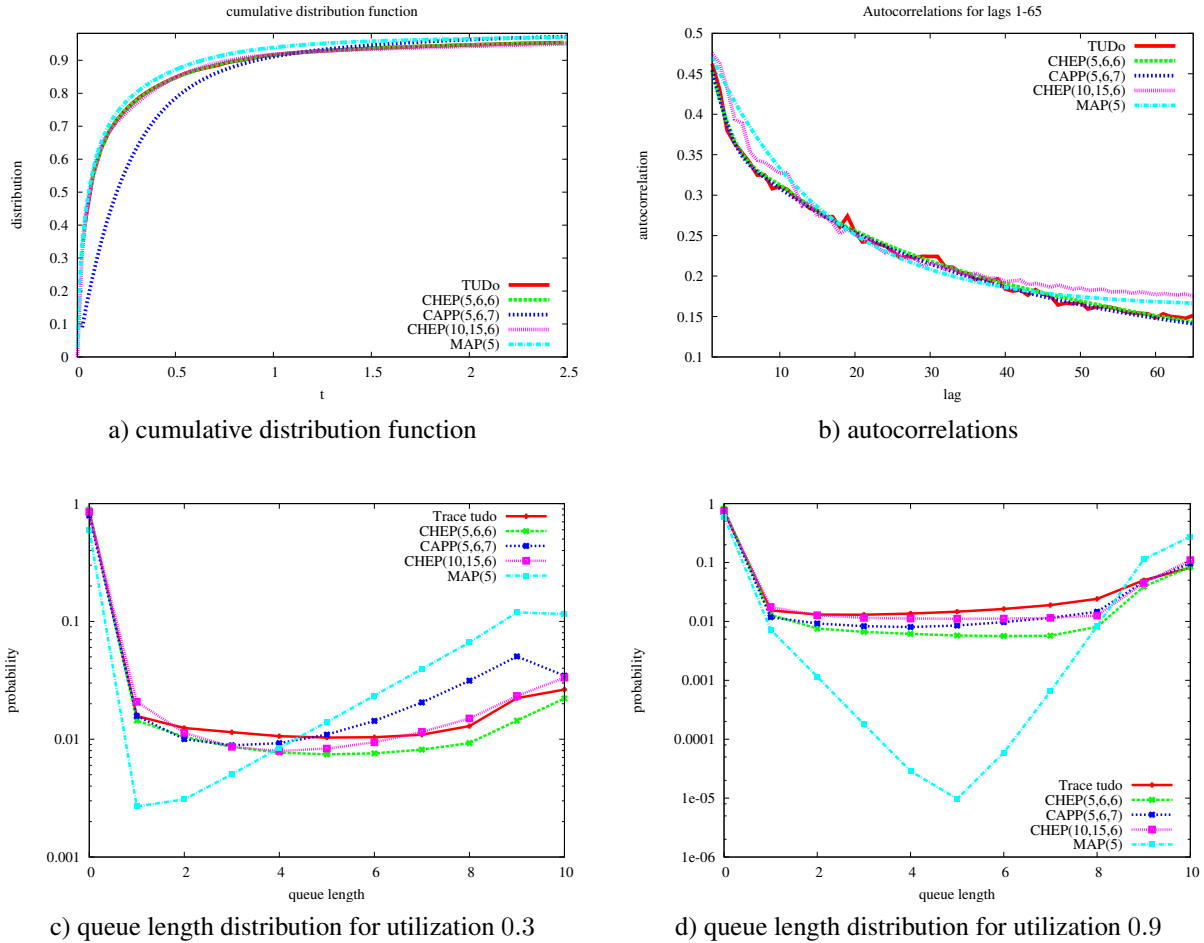 cumulative distribution function
distribution
0
0.1
0.2
0.3
0.4
0.5
0.6
0.7
0.8
0.9
0
0.5
1
1.5
2
2.5
t
TUDo
CHEP(5,6,6)
CAPP(5,6,7)
CHEP(10,15,6)
MAP(5)
a) cumulative distribution function
Autocorrelations for lags 1-65
autocorrelation
0.5
0.45
0.4
0.35
0.3
0.25
0.2
0.15
0.1
10
20
30
40
50
60
lag
TUDo
CHEP(5,6,6)
CAPP(5,6,7)
CHEP(10,15,6)
MAP(5)
b) autocorrelations
probability
1
0.1
0.01
0.001
0
2
4
6
8
10
queue length
Trace tudo
CHEP(5,6,6)
CAPP(5,6,7)
CHEP(10,15,6)
MAP(5)
c) queue length distribution for utilization 0.3
probability
1
0.1
0.01
0.001
0.0001
1e-05
1e-06
0
2
4
6
8
10
queue length
Trace tudo
CHEP(5,6,6)
CAPP(5,6,7)
CHEP(10,15,6)
MAP(5)
d) queue length distribution for utilization 0.9